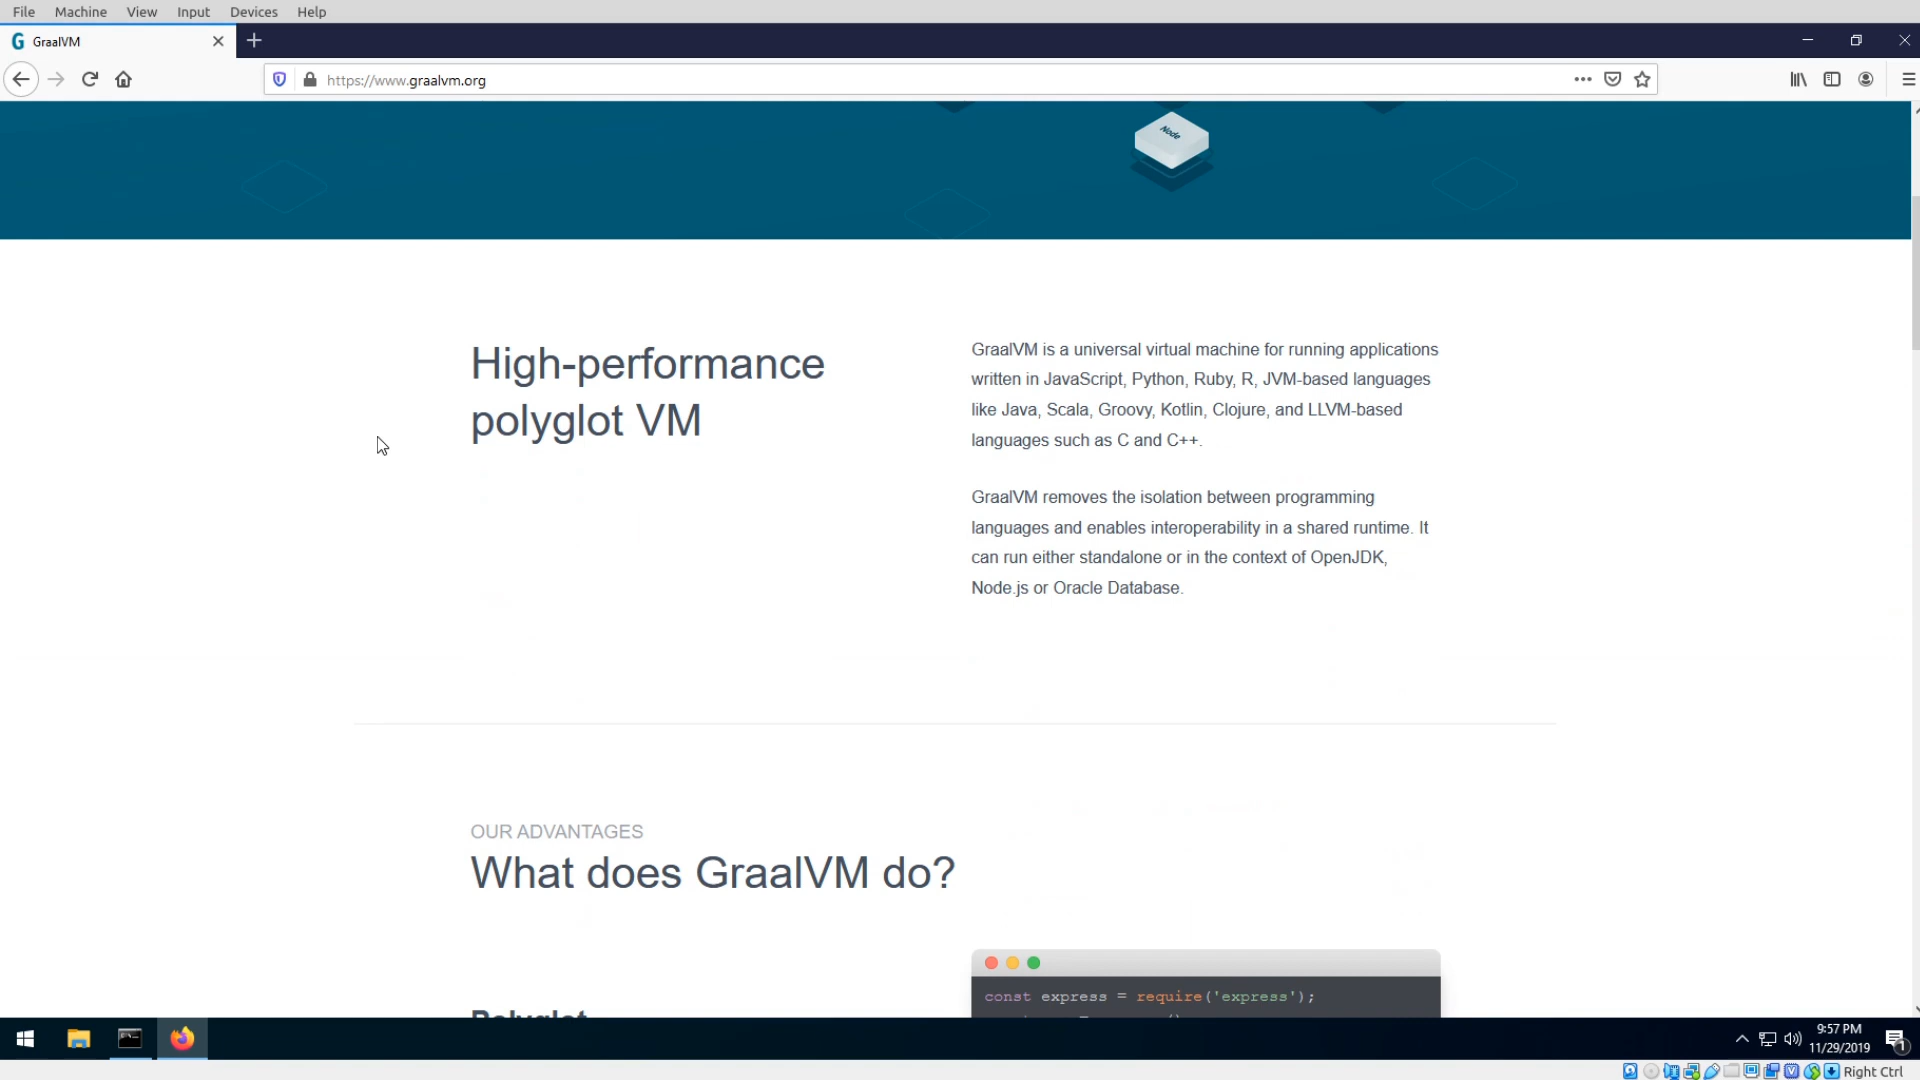 File Machine View Input Devices Help
G GraalVM
https://www.graalvm.org
Node
High-performance
polyglot VM
GraalVM is a universal virtual machine for running applications
written in JavaScript, Python, Ruby, R, JVM-based languages
like Java, Scala, Groovy, Kotlin, Clojure, and LLVM-based
languages such as C and C++.
GraalVM removes the isolation between programming
languages and enables interoperability in a shared runtime. It
can run either standalone or in the context of OpenJDK,
Node.js or Oracle Database.
OUR ADVANTAGES
What does GraalVM do?
Polyglot
const express = require('express');
9:57 PM
11/29/2019
1
Right Ctrl